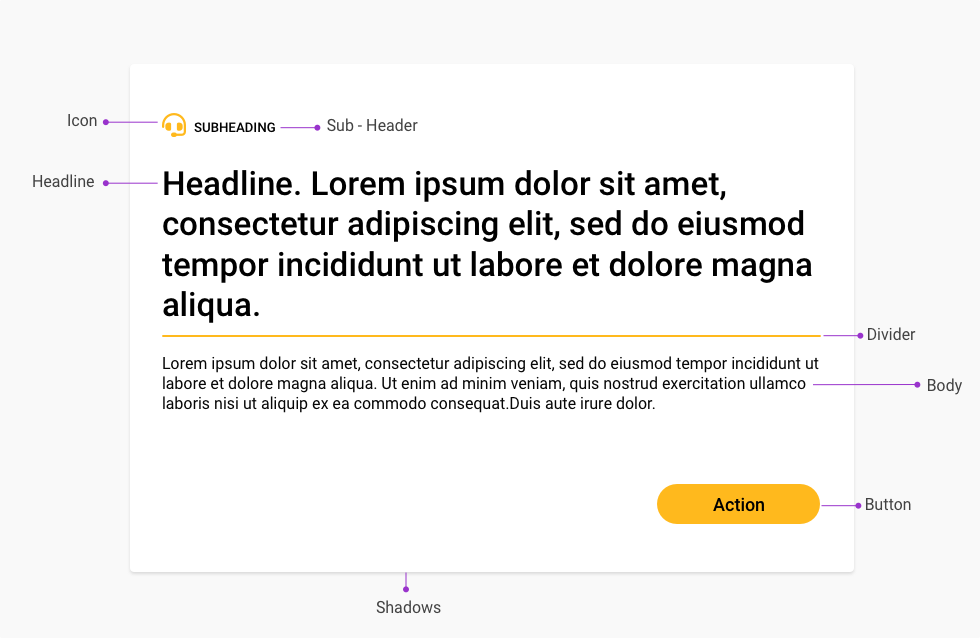 Icon
SUBHEADING
Sub - Header
Headline
Headline. Lorem ipsum dolor sit amet,
consectetur adipiscing elit, sed do eiusmod
tempor incididunt ut labore et dolore magna
aliqua.
Divider
Lorem ipsum dolor sit amet, consectetur adipiscing elit, sed do eiusmod tempor incididunt ut
labore et dolore magna aliqua. Ut enim ad minim veniam, quis nostrud exercitation ullamco
laboris nisi ut aliquip ex ea commodo consequat.Duis aute irure dolor.
Body
Action
Button
Shadows